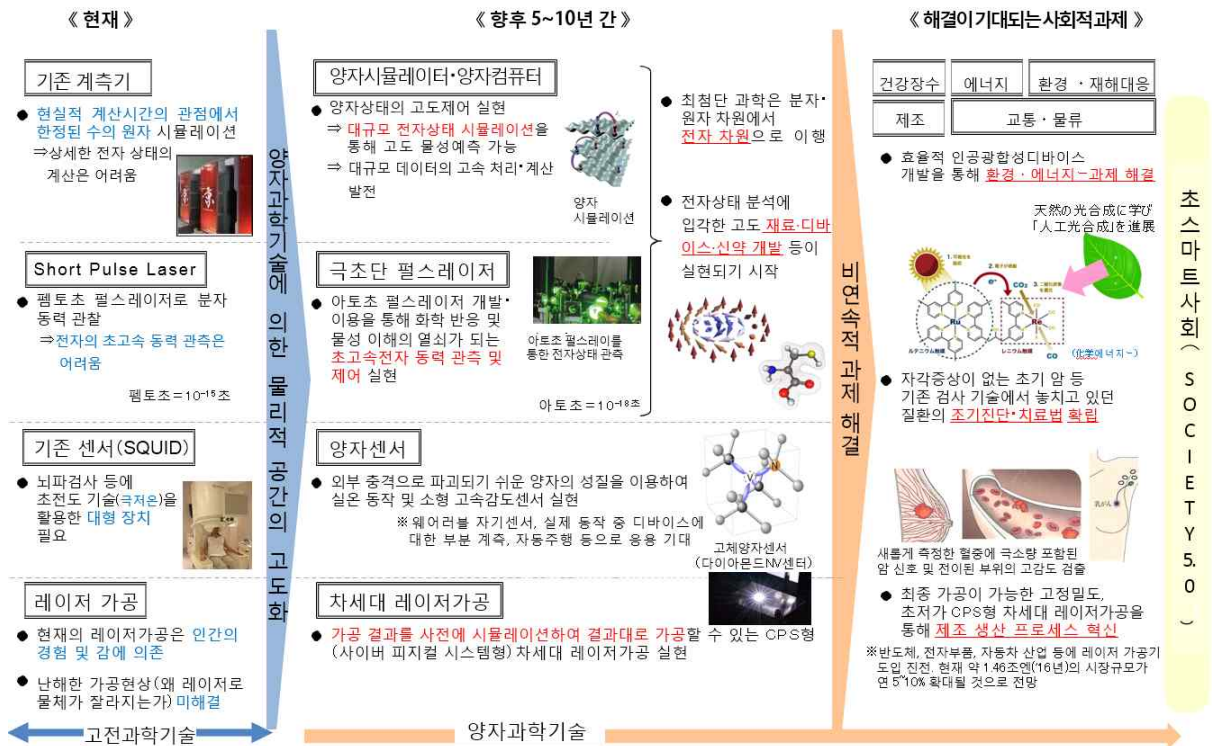 《 현재 》
《 향후 5~10년 간 》
《 해결이 기대되는 사회적 과제 》
기존 계측기
● 현실적 계산시간의 관점에서
한정된 수의 원자 시뮬레이션
⇒상세한 전자 상태의
계산은 어려움
京
Short Pulse Laser
● 펨토초 펄스레이저로 분자
동력 관찰
⇒전자의 초고속 동력 관측은
어려움
펨토초=10⁻¹⁵초
기존 센서(SQUID)
● 뇌파검사 등에
초전도 기술(극저온)을
활용한 대형 장치
필요
레이저 가공
● 현재의 레이저가공은 인간의
경험 및 감에 의존
● 난해한 가공현상(왜 레이저로
물체가 잘라지는가) 미해결
고전과학기술
양자과학기술에 의한 물리적 공간의 고도화
양자시뮬레이터·양자컴퓨터
● 양자상태의 고도제어 실현
⇒ 대규모 전자상태 시뮬레이션을
통해 고도 물성예측 가능
⇒ 대규모 데이터의 고속 처리·계산
발전
양자
시뮬레이션
극초단 펄스레이저
● 아토초 펄스레이저 개발·
이용을 통해 화학 반응 및
물성 이해의 열쇠가 되는
초고속전자 동력 관측 및
제어 실현
아토초 펄스레이를
통한 전자상태 관측
아토초=10⁻¹⁸초
● 최첨단 과학은 분자·
원자 차원에서
전자 차원으로 이행
● 전자상태 분석에
입각한 고도 재료·디바
이스·신약 개발 등이
실현되기 시작
양자센서
● 외부 충격으로 파괴되기 쉬운 양자의 성질을 이용하여
실온 동작 및 소형 고속감도센서 실현
※웨어러블 자기센서, 실제 동작 중 디바이스에
대한 부분 계측, 자동주행 등으로 응용 기대
V
N
고체양자센서
(다이아몬드NV센터)
차세대 레이저가공
● 가공 결과를 사전에 시뮬레이션하여 결과대로 가공할 수 있는 CPS형
(사이버 피지컬 시스템형) 차세대 레이저가공 실현
양자과학기술
비연속적 과제 해결
건강장수
에너지
환경 · 재해대응
제조
교통 · 물류
● 효율적 인공광합성디바이스
개발을 통해 환경 · 에너지-과제 해결
天然の光合成に学び
「人工光合成」を進展
e⁻
CO₂
Ru
Re
CO
ルテニウム触媒
レニウム触媒
(化学エネルギー)
● 자각증상이 없는 초기 암 등
기존 검사 기술에서 놓치고 있던
질환의 조기진단·치료법 확립
乳がん
새롭게 측정한 혈중에 극소량 포함된
암 신호 및 전이된 부위의 고감도 검출
● 최종 가공이 가능한 고정밀도,
초저가 CPS형 차세대 레이저가공을
통해 제조 생산 프로세스 혁신
※반도체, 전자부품, 자동차 산업 등에 레이저 가공기
도입 진전. 현재 약 1.46조엔('16년)의 시장규모가
연 5~10% 확대될 것으로 전망
초스마트사회(SOCIETY5.0)